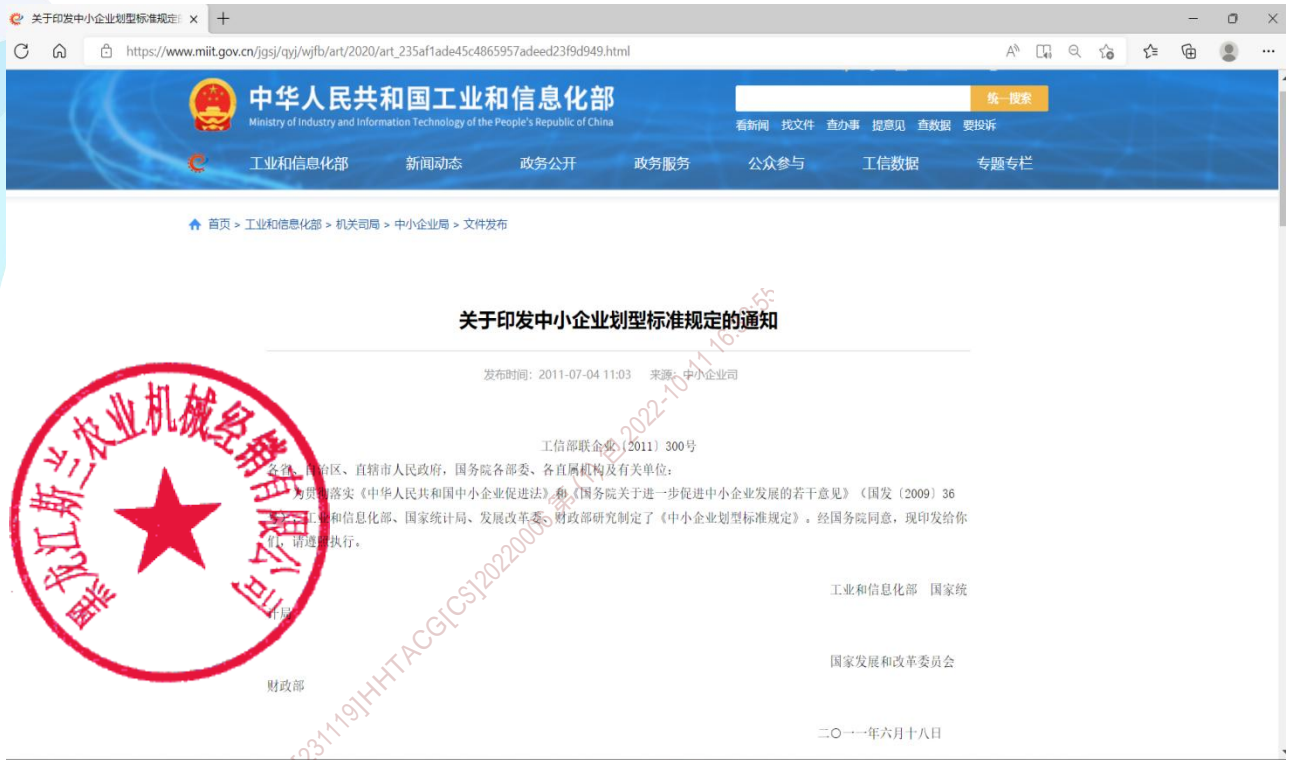 关于印发中小企业划型标准规定
https://www.miit.gov.cn/jgsj/qyj/wjfb/art/2020/art_235af1ade45c4865957adeed23f9d949.html
中华人民共和国工业和信息化部
Ministry of Industry and Information Technology of the People's Republic of China
统一搜索
看新闻 找文件 查办事 提意见 查数据 要投诉
工业和信息化部 新闻动态 政务公开 政务服务 公众参与 工信数据 专题专栏
首页 > 工业和信息化部 > 机关司局 > 中小企业局 > 文件发布
关于印发中小企业划型标准规定的通知
发布时间：2011-07-04 11:03 来源：中小企业司
工信部联企业〔2011〕300号
各省、自治区、直辖市人民政府，国务院各部委、各直属机构及有关单位：
为贯彻落实《中华人民共和国中小企业促进法》和《国务院关于进一步促进中小企业发展的若干意见》（国发〔2009〕36
工业和信息化部、国家统计局、发展改革委、财政部研究制定了《中小企业划型标准规定》。经国务院同意，现印发给你
们，请遵照执行。
工业和信息化部 国家统
计局
国家发展和改革委员会
财政部
二○一一年六月十八日
黑龙江斯兰农业机械经销有限公司
231119]HHTACG[CS]20220006
2022-10-11 16: